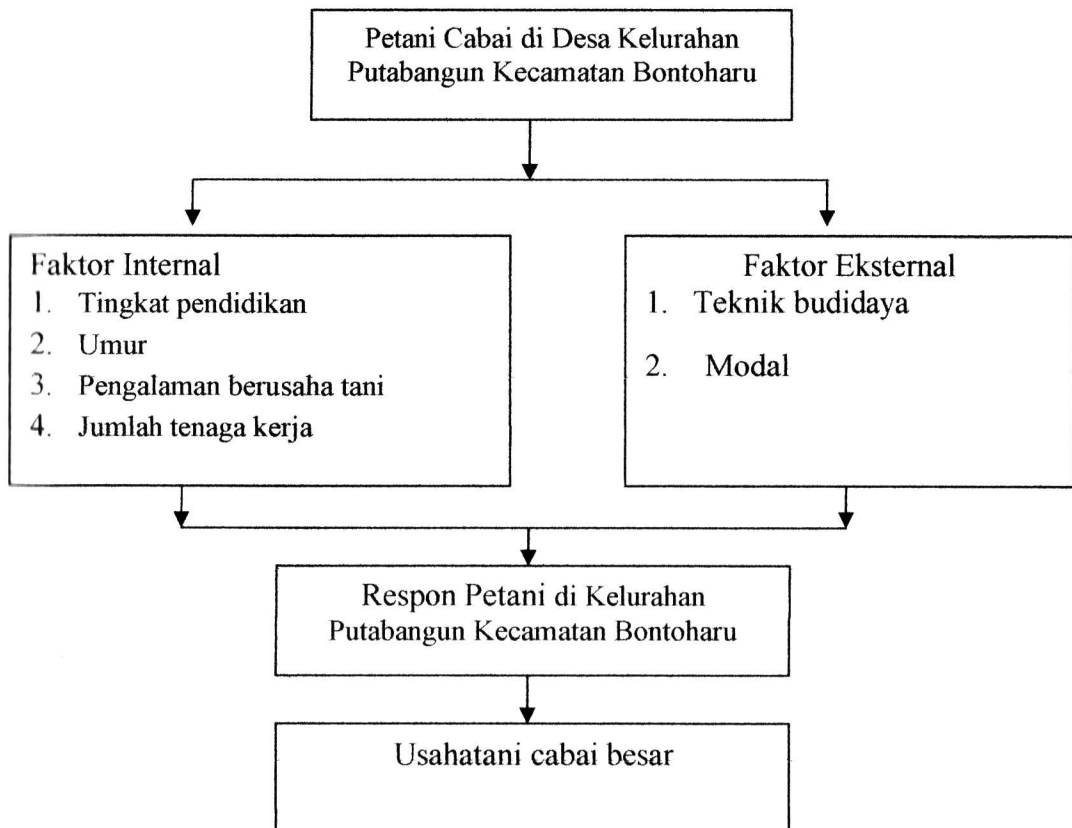 Petani Cabai di Desa Kelurahan
Putabangun Kecamatan Bontoharu
Faktor Internal
1. Tingkat pendidikan
2. Umur
3. Pengalaman berusaha tani
4. Jumlah tenaga kerja
Faktor Eksternal
1. Teknik budidaya
2. Modal
Respon Petani di Kelurahan
Putabangun Kecamatan Bontoharu
Usahatani cabai besar